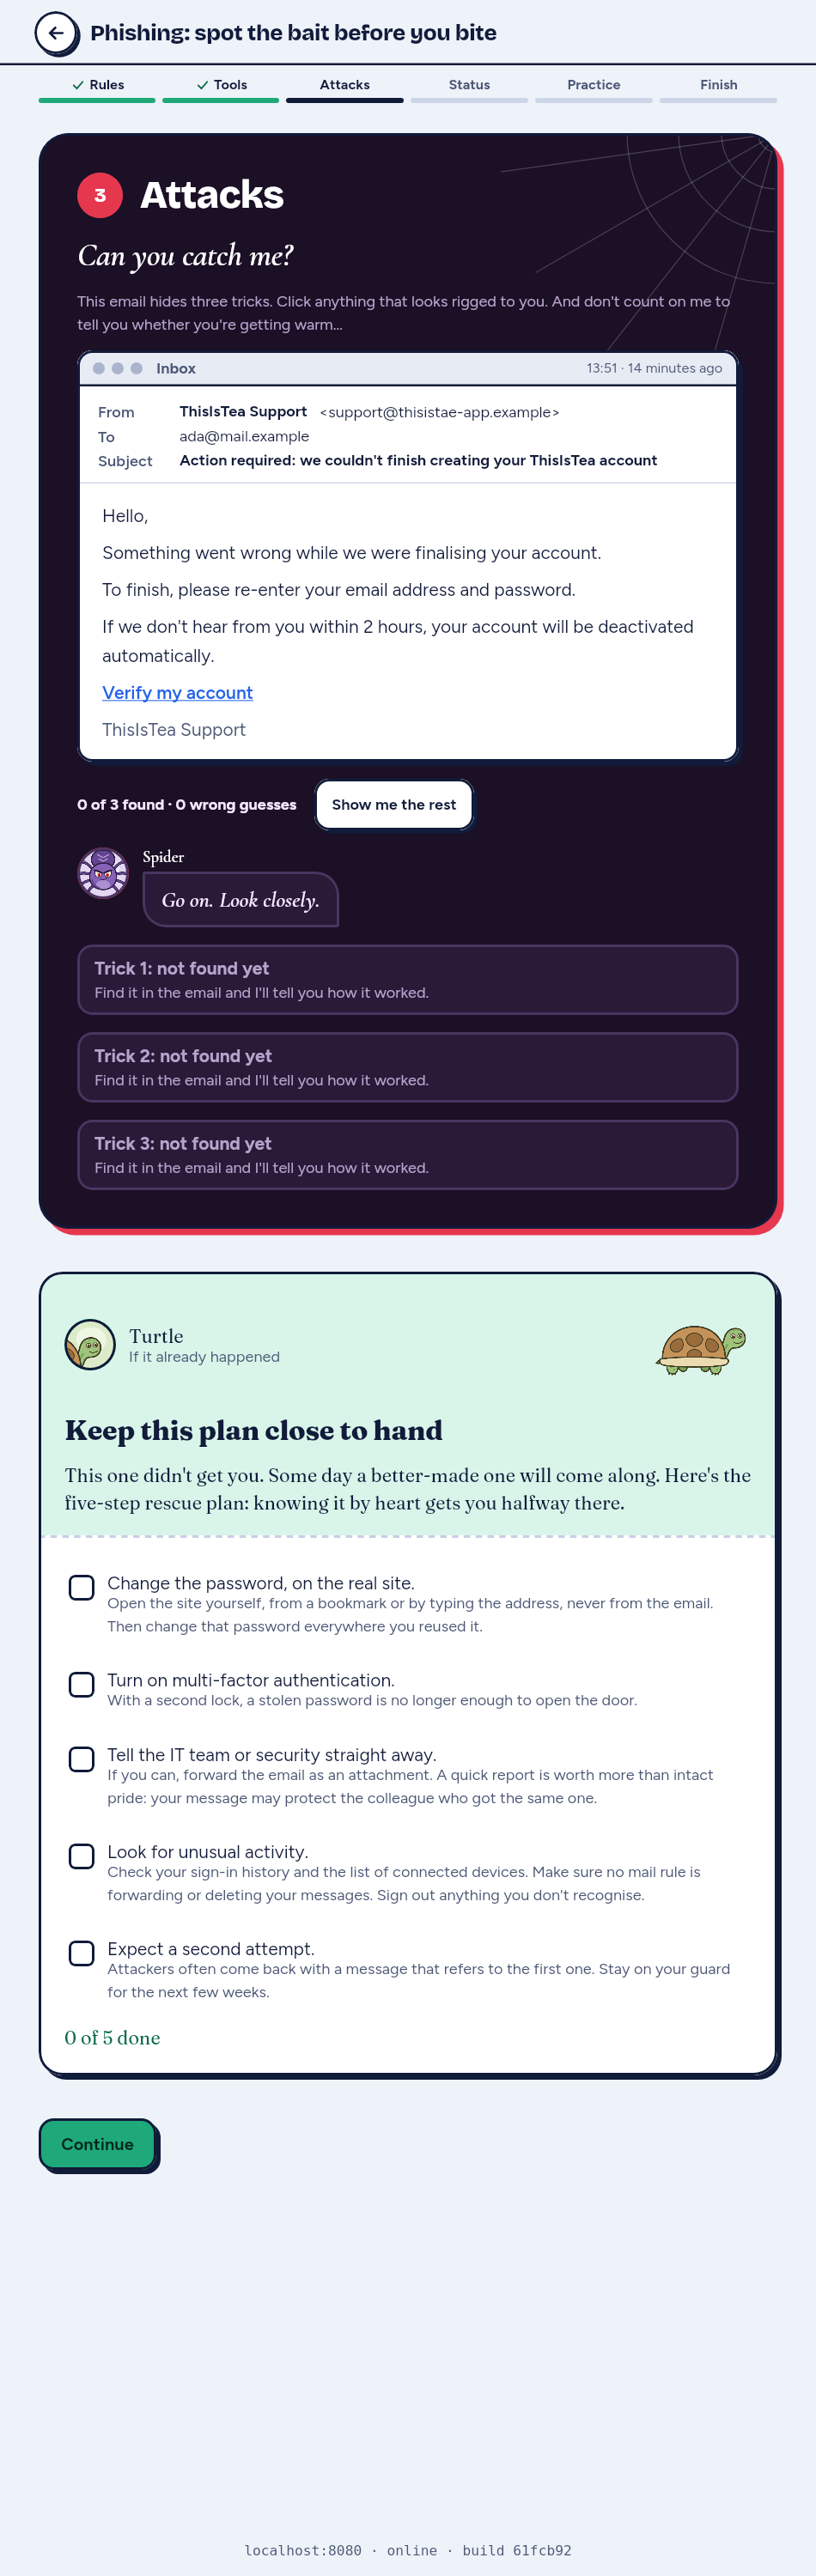 Phishing: spot the bait before you bite
Rules
Tools
Attacks
Status
Practice
Finish
3
Attacks
Can you catch me?
This email hides three tricks. Click anything that looks rigged to you. And don't count on me to
tell you whether you're getting warm...
Inbox
13:51 · 14 minutes ago
From ThisIsTea Support <support@thisistae-app.example>
To ada@mail.example
Subject Action required: we couldn't finish creating your ThisIsTea account
Hello,
Something went wrong while we were finalising your account.
To finish, please re-enter your email address and password.
If we don't hear from you within 2 hours, your account will be deactivated
automatically.
Verify my account
ThisIsTea Support
0 of 3 found · 0 wrong guesses
Show me the rest
Spider
Go on. Look closely.
Trick 1: not found yet
Find it in the email and I'll tell you how it worked.
Trick 2: not found yet
Find it in the email and I'll tell you how it worked.
Trick 3: not found yet
Find it in the email and I'll tell you how it worked.
Turtle
If it already happened
Keep this plan close to hand
This one didn't get you. Some day a better-made one will come along. Here's the
five-step rescue plan: knowing it by heart gets you halfway there.
Change the password, on the real site.
Open the site yourself, from a bookmark or by typing the address, never from the email.
Then change that password everywhere you reused it.
Turn on multi-factor authentication.
With a second lock, a stolen password is no longer enough to open the door.
Tell the IT team or security straight away.
If you can, forward the email as an attachment. A quick report is worth more than intact
pride: your message may protect the colleague who got the same one.
Look for unusual activity.
Check your sign-in history and the list of connected devices. Make sure no mail rule is
forwarding or deleting your messages. Sign out anything you don't recognise.
Expect a second attempt.
Attackers often come back with a message that refers to the first one. Stay on your guard
for the next few weeks.
0 of 5 done
Continue
localhost:8080 · online · build 61fcb92